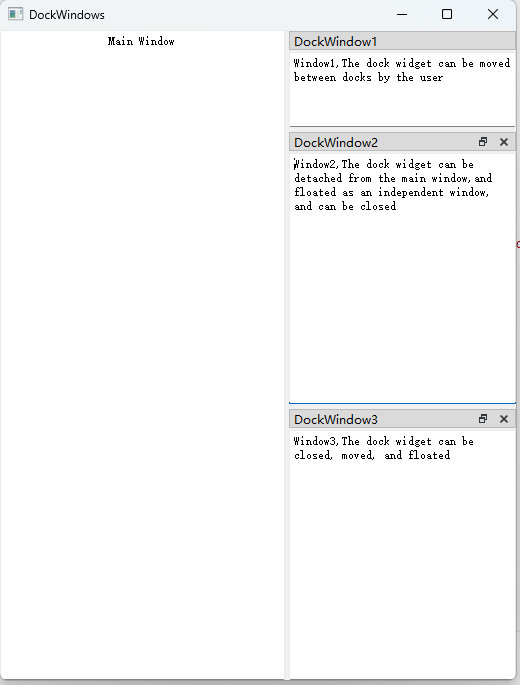 DockWindows
Main Window
DockWindow1
Window1,The dock widget can be moved
between docks by the user
DockWindow2
Window2,The dock widget can be
detached from the main window,and
floated as an independent window,
and can be closed
DockWindow3
Window3,The dock widget can be
closed, moved, and floated